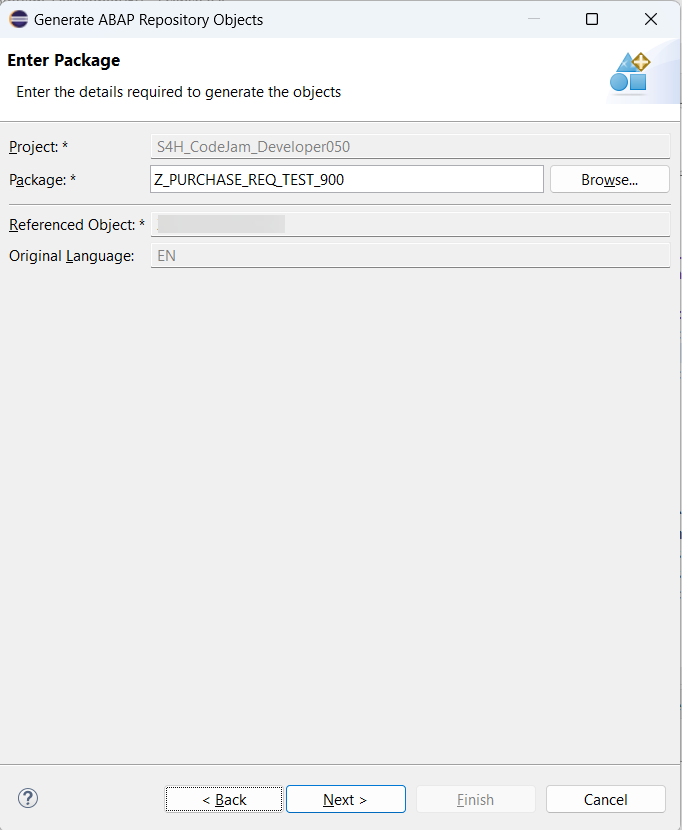 Generate ABAP Repository Objects
Enter Package
Enter the details required to generate the objects
Project: * S4H_CodeJam_Developer050
Package: * Z_PURCHASE_REQ_TEST_900 Browse...
Referenced Object: *
Original Language: EN
? < Back Next > Finish Cancel